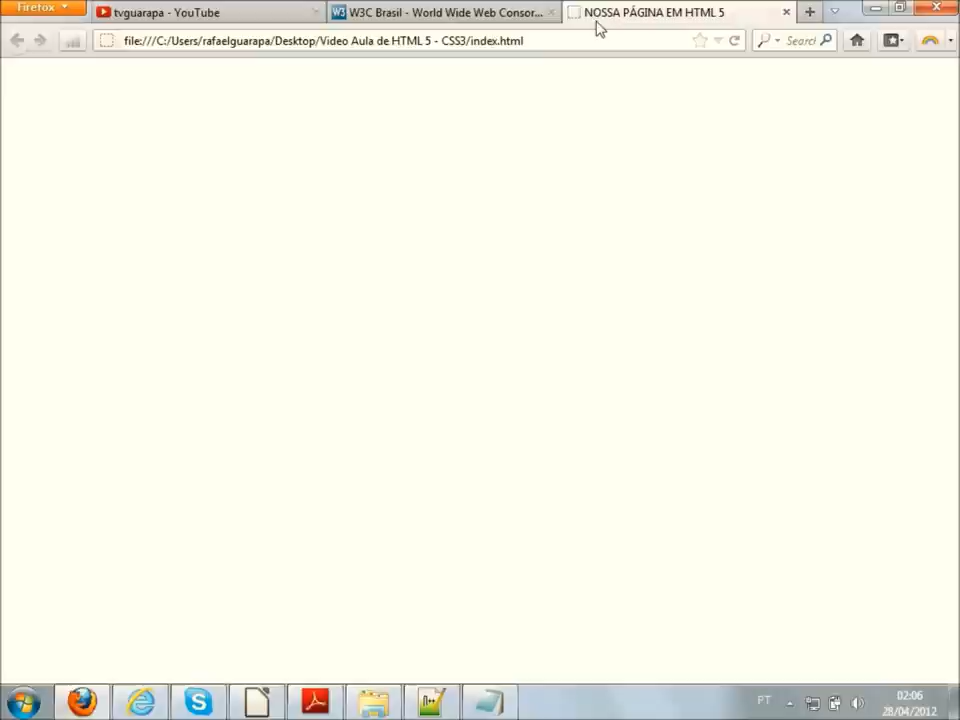 Firefox
tvguarapa - YouTube
W3C Brasil - World Wide Web Consor...
NOSSA PÁGINA EM HTML 5
file:///C:/Users/rafaelguarapa/Desktop/Video Aula de HTML 5 - CSS3/index.html
Search
PT
02:06
28/04/2012